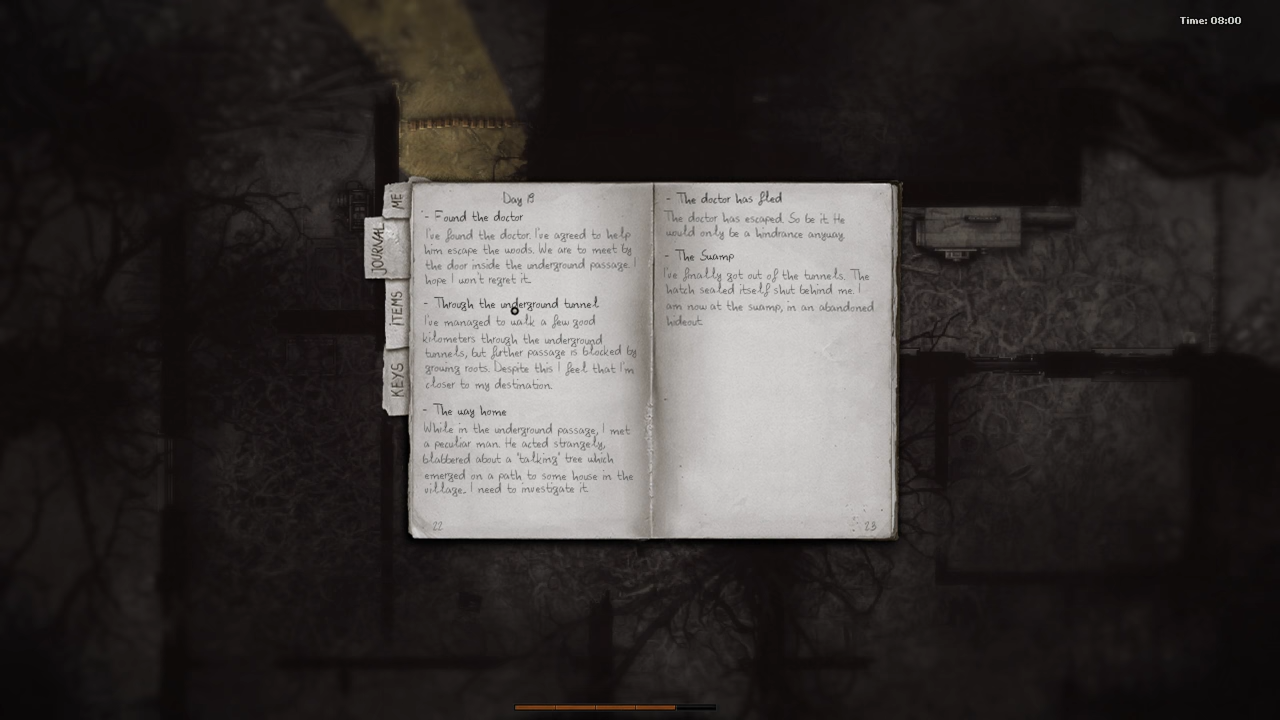 Time: 08:00
ME
JOURNAL
ITEMS
KEYS
Day 19
- Found the doctor
I've found the doctor. I've agreed to help
him escape the woods. We are to meet by
the door inside the underground passage. I
hope I won't regret it.
- Through the underground tunnel
I've managed to walk a few good
kilometers through the underground
tunnels, but further passage is blocked by
growing roots. Despite this I feel that I'm
closer to my destination.
- The way home
While in the underground passage, I met
a peculiar man. He acted strangely,
blabbered about a 'talking' tree which
emerged on a path to some house in the
village. I need to investigate it.
22
- The doctor has fled
The doctor has escaped. So be it. He
would only be a hindrance anyway.
- The Swamp
I've finally got out of the tunnels. The
hatch sealed itself shut behind me. I
am now at the swamp, in an abandoned
hideout.
23